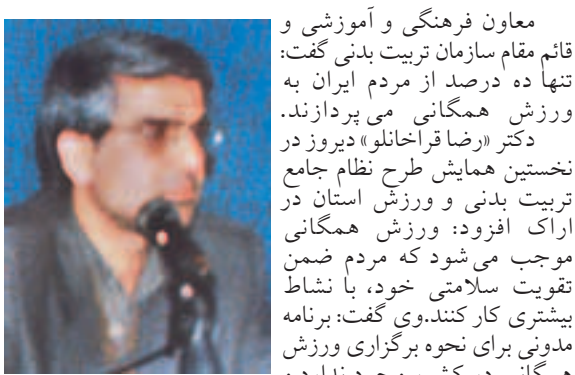 معاون فرهنگی و آموزشی و
قائم مقام سازمان تربیت بدنی گفت:
تنها ده درصد از مردم ایران به
ورزش همگانی می‌پردازند.
دکتر «رضا قراخانلو» دیروز در
نخستین همایش طرح نظام جامع
تربیت بدنی و ورزش استان در
اراک افزود: ورزش همگانی
موجب می‌شود که مردم ضمن
تقویت سلامتی خود، با نشاط
بیشتری کار کنند.وی گفت: برنامه
مدونی برای نحوه برگزاری ورزش